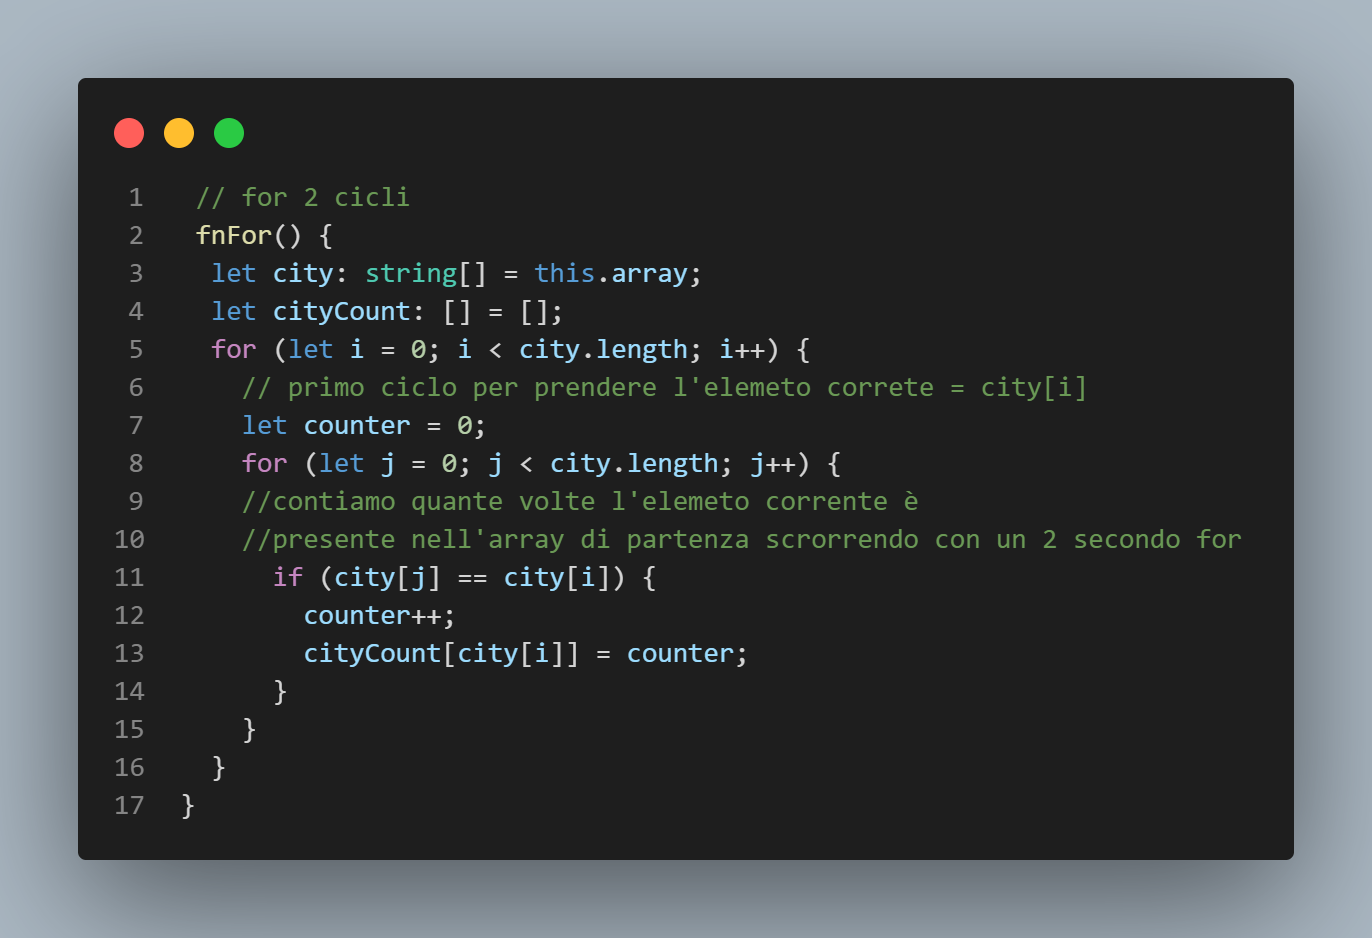 1 // for 2 cicli
2 fnFor() {
3 let city: string[] = this.array;
4 let cityCount: [] = [];
5 for (let i = 0; i < city.length; i++) {
6 // primo ciclo per prendere l'elemeto correte = city[i]
7 let counter = 0;
8 for (let j = 0; j < city.length; j++) {
9 //contiamo quante volte l'elemeto corrente è
10 //presente nell'array di partenza scrorrendo con un 2 secondo for
11 if (city[j] == city[i]) {
12 counter++;
13 cityCount[city[i]] = counter;
14 }
15 }
16 }
17 }